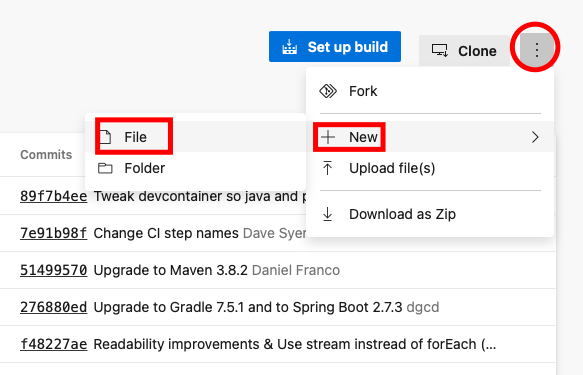 Set up build
Clone
Fork
New
File
Folder
Upload file(s)
Download as Zip
Commits
89f7b4ee Tweak devcontainer so java and
7e91b98f Change CI step names Dave Syer
51499570 Upgrade to Maven 3.8.2 Daniel Franco
276880ed Upgrade to Gradle 7.5.1 and to Spring Boot 2.7.3 dgcd
f48227ae Readability improvements & Use stream instread of forEach (...